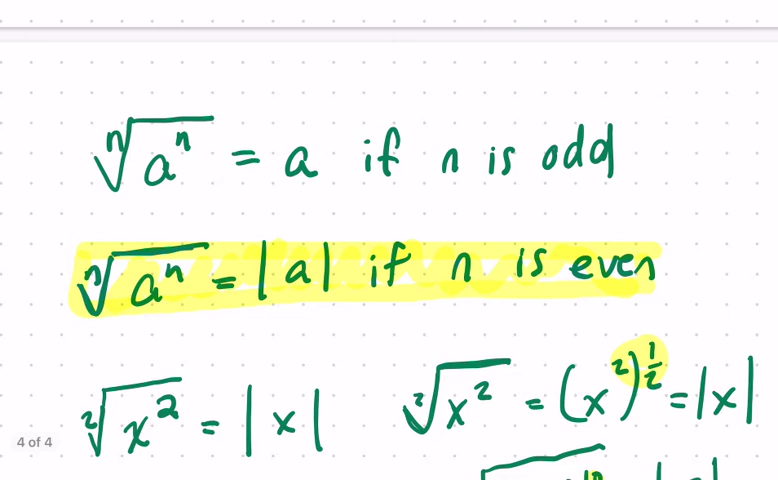 ⁿ√aⁿ = a if n is odd
ⁿ√aⁿ = |a| if n is even
²√x² = |x|
²√x² = (x²)^½ = |x|
4 of 4